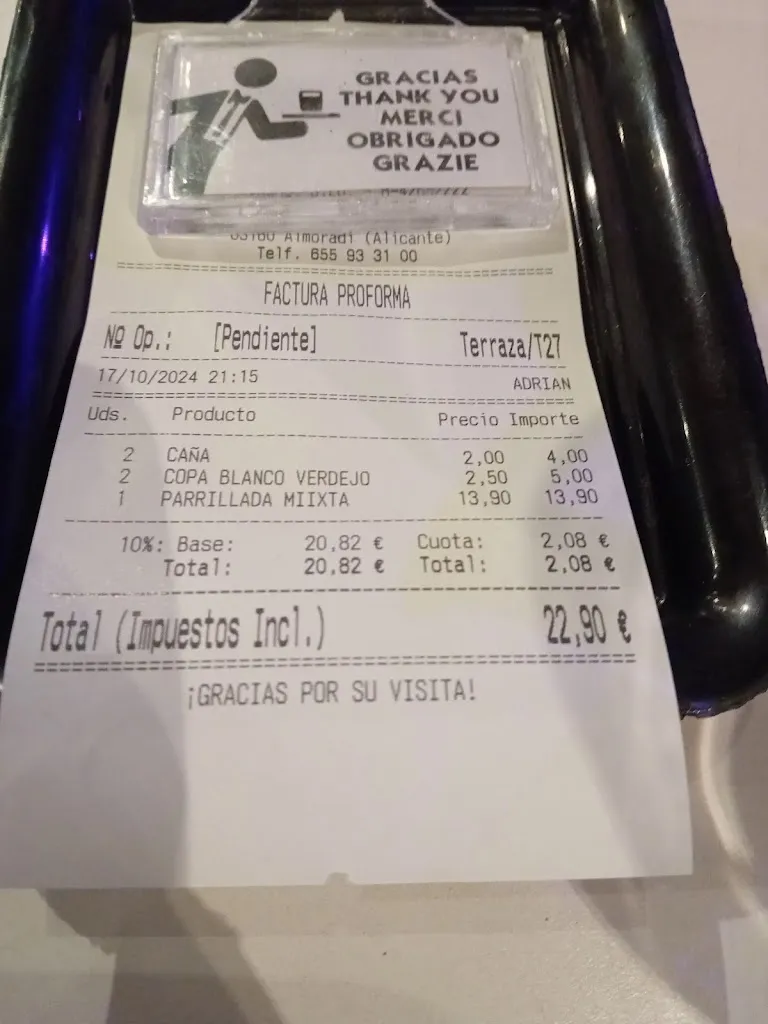 GRACIAS
THANK YOU
MERCI
OBRIGADO
GRAZIE
03160 Almoradí (Alicante)
Telf. 655 93 31 00
FACTURA PROFORMA
Nº Op.: [Pendiente] Terraza/T27
17/10/2024 21:15 ADRIAN
Uds. Producto Precio Importe
2 CAÑA 2,00 4,00
2 COPA BLANCO VERDEJO 2,50 5,00
1 PARRILLADA MIIXTA 13,90 13,90
10%: Base: 20,82 € Cuota: 2,08 €
Total: 20,82 € Total: 2,08 €
Total (Impuestos Incl.) 22,90 €
¡GRACIAS POR SU VISITA!